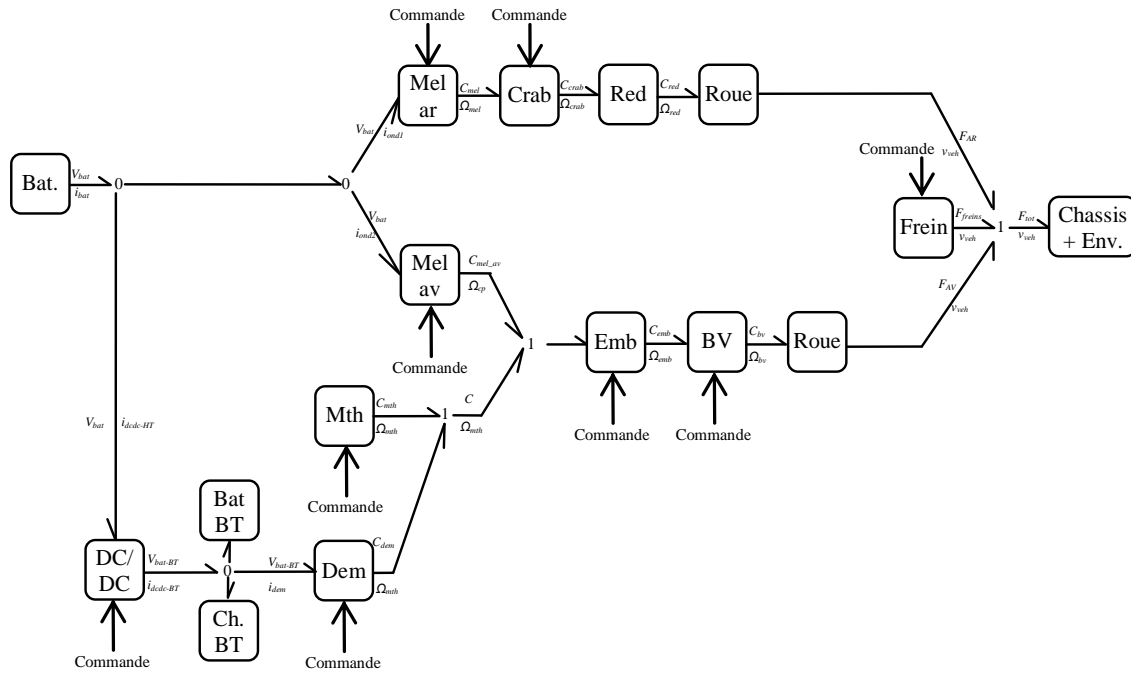 Commande
Commande
Mel
ar
C_mel
Ω_mel
Crab
C_crab
Ω_crab
Red
C_red
Ω_red
Roue
V_bat
i_ond1
F_AR
v_veh
Commande
Bat.
V_bat
i_bat
0
0
Frein
F_freins
v_veh
1
F_tot
v_veh
Chassis
+ Env.
V_bat
i_ond2
Mel
av
C_mel_av
Ω_cp
F_AV
v_veh
1
Emb
C_emb
Ω_emb
BV
C_bv
Ω_bv
Roue
Commande
Mth
C_mth
Ω_mth
1
C
Ω_mth
V_bat
i_dcdc-HT
Commande
Commande
Commande
Bat
BT
DC/
DC
V_bat-BT
i_dcdc-BT
0
V_bat-BT
i_dem
Dem
C_dem
Ω_mth
Ch.
BT
Commande
Commande